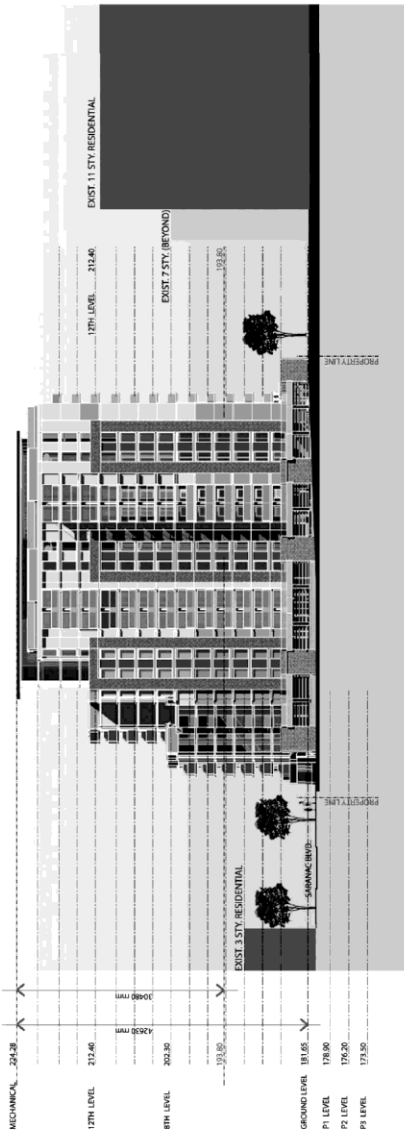 MECHANICAL 224.28
12TH LEVEL 212.40
8TH LEVEL 202.30
193.80
GROUND LEVEL 181.65
P1 LEVEL 178.90
P2 LEVEL 176.20
P3 LEVEL 173.50
42630 mm
30480 mm
EXIST. 3 STY. RESIDENTIAL
SARANAC BLVD.
PROPERTY LINE
PROPERTY LINE
12TH LEVEL 212.40
193.80
EXIST. 7 STY. (BEYOND)
EXIST. 11 STY. RESIDENTIAL